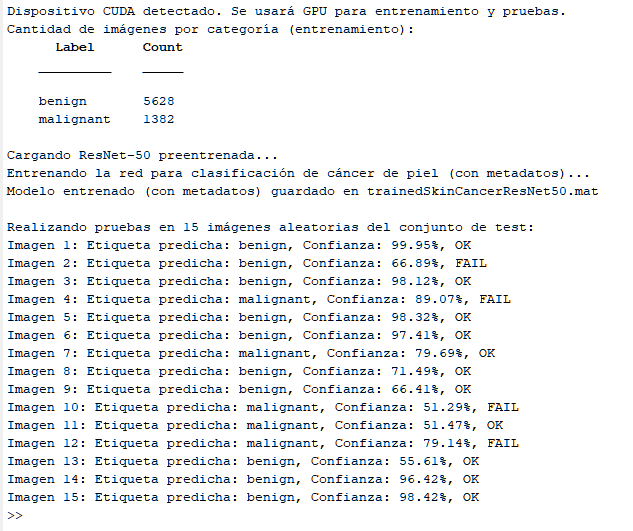 Dispositivo CUDA detectado. Se usará GPU para entrenamiento y pruebas.
Cantidad de imágenes por categoría (entrenamiento):
Label Count
_________ _____
benign 5628
malignant 1382
Cargando ResNet-50 preentrenada...
Entrenando la red para clasificación de cáncer de piel (con metadatos)...
Modelo entrenado (con metadatos) guardado en trainedSkinCancerResNet50.mat
Realizando pruebas en 15 imágenes aleatorias del conjunto de test:
Imagen 1: Etiqueta predicha: benign, Confianza: 99.95%, OK
Imagen 2: Etiqueta predicha: benign, Confianza: 66.89%, FAIL
Imagen 3: Etiqueta predicha: benign, Confianza: 98.12%, OK
Imagen 4: Etiqueta predicha: malignant, Confianza: 89.07%, FAIL
Imagen 5: Etiqueta predicha: benign, Confianza: 98.32%, OK
Imagen 6: Etiqueta predicha: benign, Confianza: 97.41%, OK
Imagen 7: Etiqueta predicha: malignant, Confianza: 79.69%, OK
Imagen 8: Etiqueta predicha: benign, Confianza: 71.49%, OK
Imagen 9: Etiqueta predicha: benign, Confianza: 66.41%, OK
Imagen 10: Etiqueta predicha: malignant, Confianza: 51.29%, FAIL
Imagen 11: Etiqueta predicha: malignant, Confianza: 51.47%, OK
Imagen 12: Etiqueta predicha: malignant, Confianza: 79.14%, FAIL
Imagen 13: Etiqueta predicha: benign, Confianza: 55.61%, OK
Imagen 14: Etiqueta predicha: benign, Confianza: 96.42%, OK
Imagen 15: Etiqueta predicha: benign, Confianza: 98.42%, OK
>>